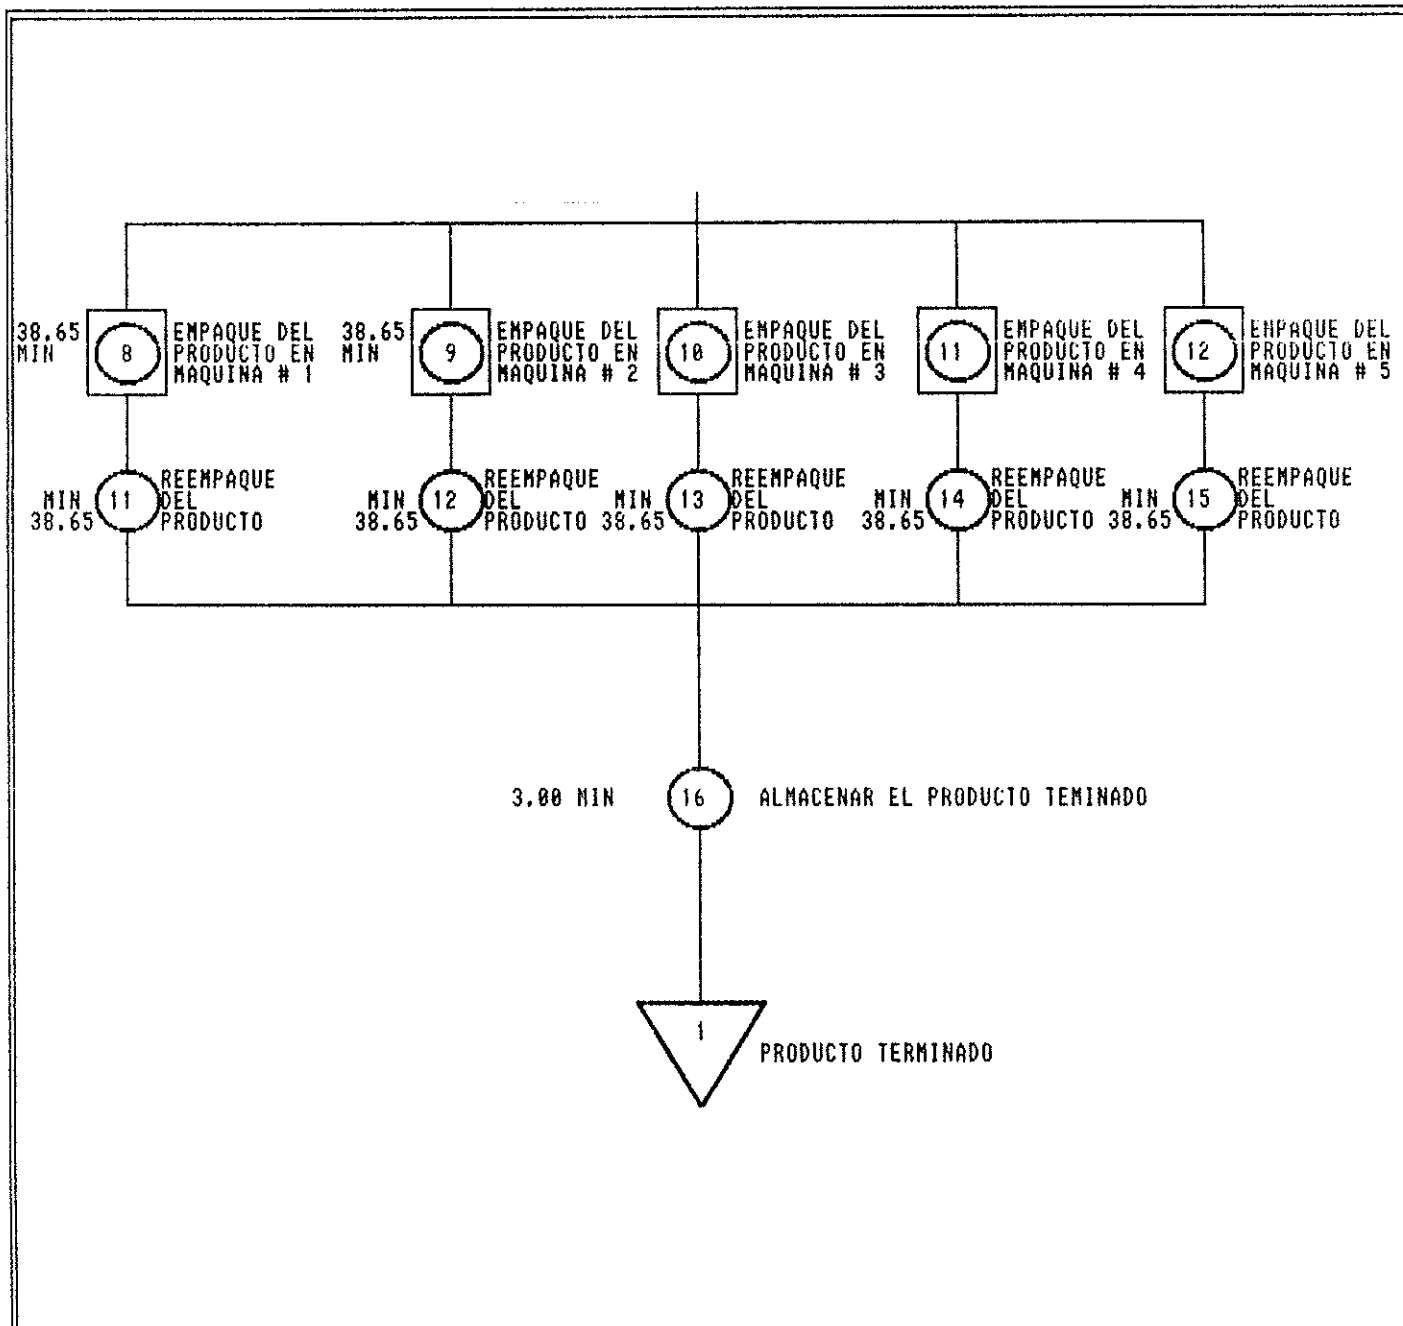 38.65
MIN
8
EMPAQUE DEL
PRODUCTO EN
MAQUINA # 1
38.65
MIN
9
EMPAQUE DEL
PRODUCTO EN
MAQUINA # 2
10
EMPAQUE DEL
PRODUCTO EN
MAQUINA # 3
11
EMPAQUE DEL
PRODUCTO EN
MAQUINA # 4
12
EMPAQUE DEL
PRODUCTO EN
MAQUINA # 5
MIN
38.65
11
REEMPAQUE
DEL
PRODUCTO
MIN
38.65
12
REEMPAQUE
DEL
PRODUCTO
MIN
38.65
13
REEMPAQUE
DEL
PRODUCTO
MIN
38.65
14
REEMPAQUE
DEL
PRODUCTO
MIN
38.65
15
REEMPAQUE
DEL
PRODUCTO
3.00 MIN
16
ALMACENAR EL PRODUCTO TEMINADO
1
PRODUCTO TERMINADO